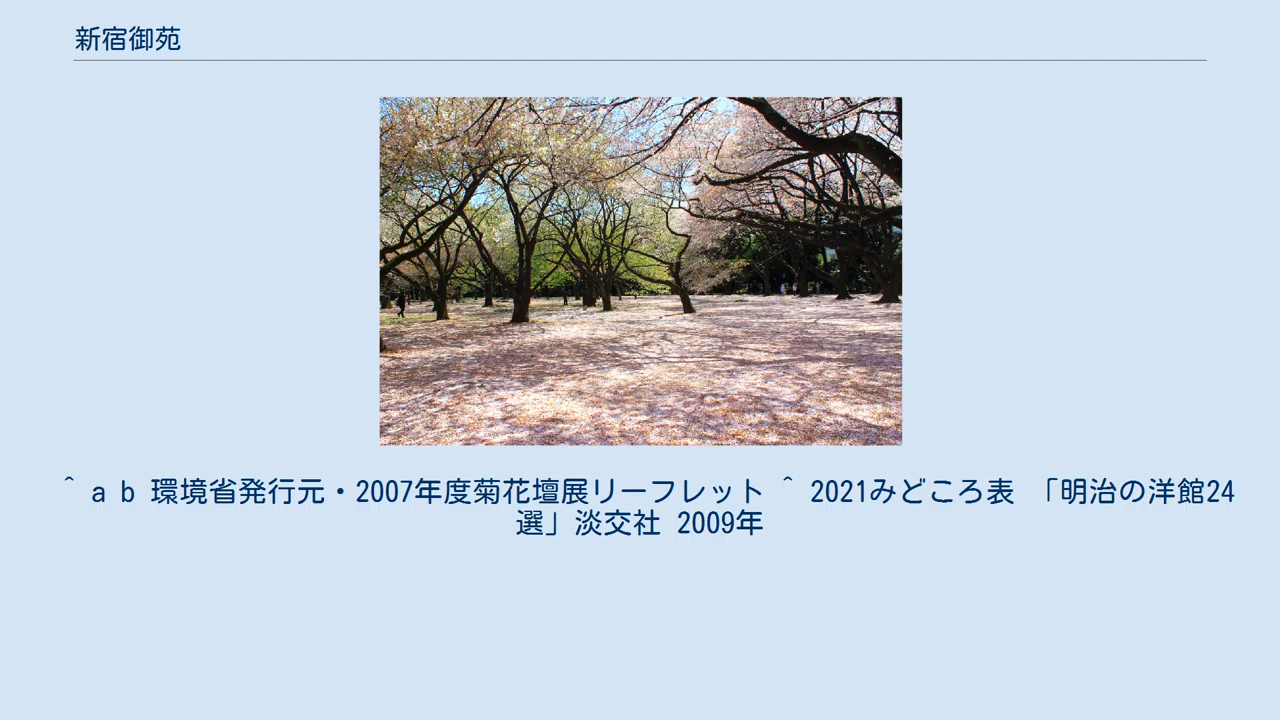 新宿御苑
^ a b 環境省発行元・2007年度菊花壇展リーフレット ^ 2021みどころ表 「明治の洋館24
選」淡交社 2009年